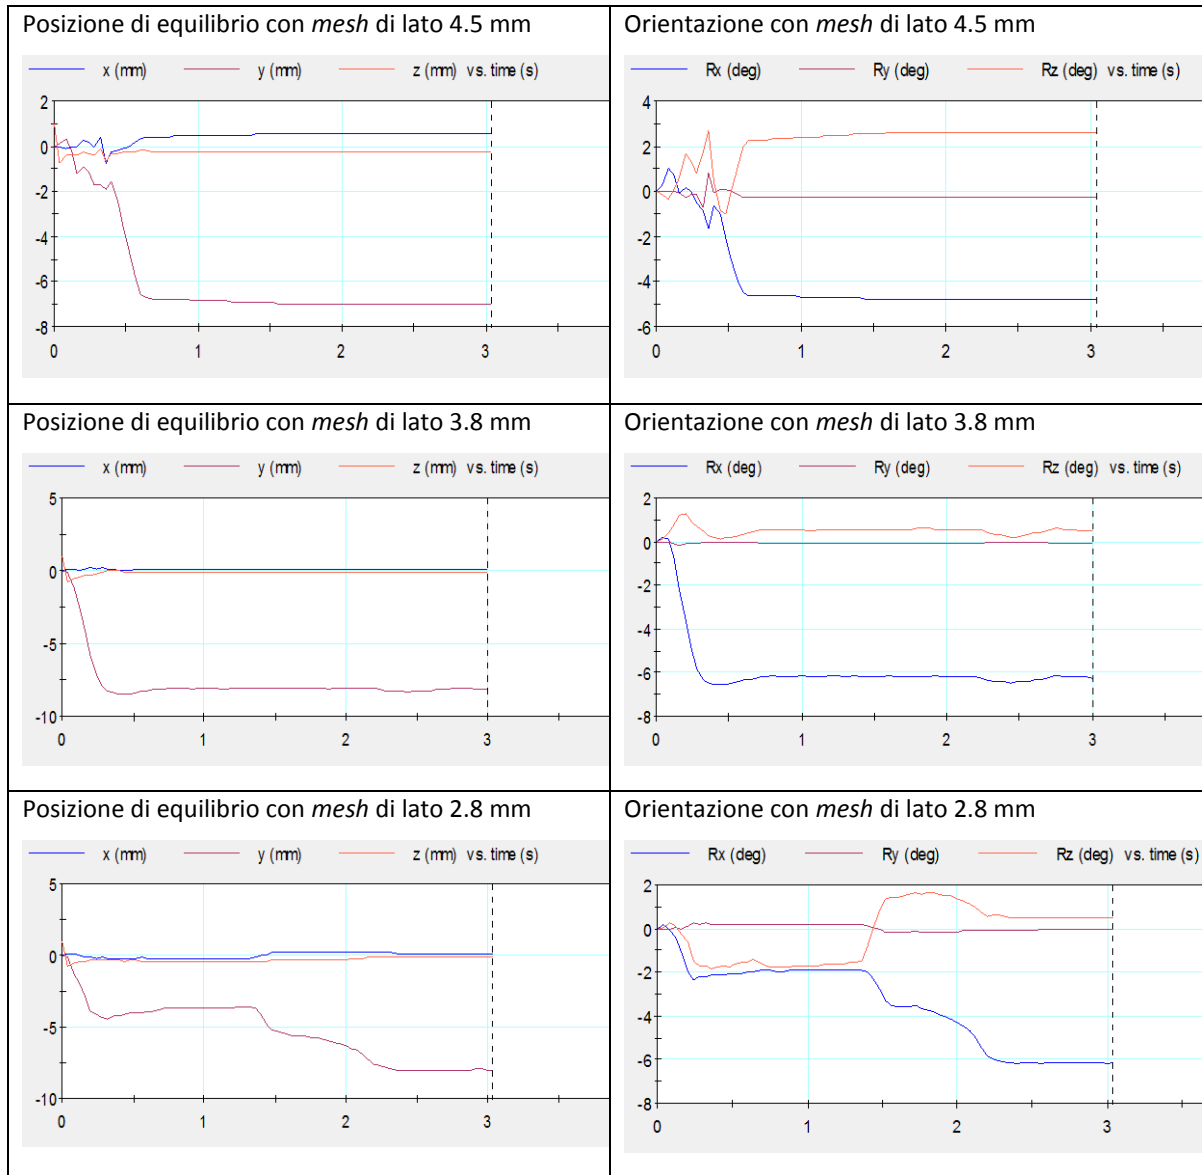 Posizione di equilibrio con mesh di lato 4.5 mm
x (mm) y (mm) z (mm) vs. time (s)
2
0
-2
-4
-6
-8
0 1 2 3
Orientazione con mesh di lato 4.5 mm
Rx (deg) Ry (deg) Rz (deg) vs. time (s)
4
2
0
-2
-4
-6
0 1 2 3
Posizione di equilibrio con mesh di lato 3.8 mm
x (mm) y (mm) z (mm) vs. time (s)
5
0
-5
-10
0 1 2 3
Orientazione con mesh di lato 3.8 mm
Rx (deg) Ry (deg) Rz (deg) vs. time (s)
2
0
-2
-4
-6
-8
0 1 2 3
Posizione di equilibrio con mesh di lato 2.8 mm
x (mm) y (mm) z (mm) vs. time (s)
5
0
-5
-10
0 1 2 3
Orientazione con mesh di lato 2.8 mm
Rx (deg) Ry (deg) Rz (deg) vs. time (s)
2
0
-2
-4
-6
-8
0 1 2 3